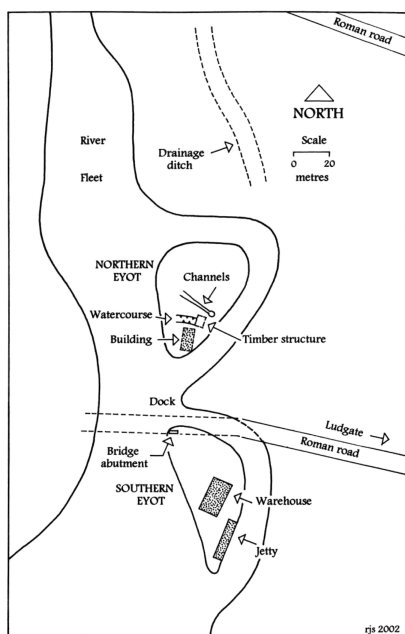 Roman road
NORTH
Scale
0 20
metres
River
Fleet
Drainage
ditch
NORTHERN
EYOT
Channels
Watercourse
Building
Timber structure
Dock
Ludgate
Roman road
Bridge
abutment
SOUTHERN
EYOT
Warehouse
Jetty
rjs 2002